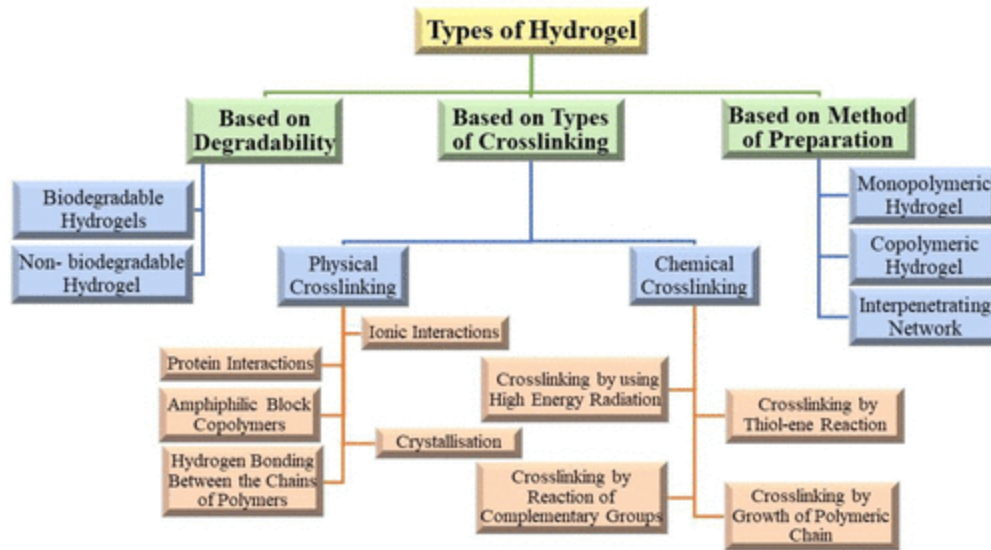 Types of Hydrogel
Based on
Degradability
Based on Types
of Crosslinking
Based on Method
of Preparation
Biodegradable
Hydrogels
Non- biodegradable
Hydrogel
Physical
Crosslinking
Chemical
Crosslinking
Monopolymeric
Hydrogel
Copolymeric
Hydrogel
Interpenetrating
Network
Ionic Interactions
Protein Interactions
Amphiphilic Block
Copolymers
Crystallisation
Hydrogen Bonding
Between the Chains
of Polymers
Crosslinking by using
High Energy Radiation
Crosslinking by
Thiol-ene Reaction
Crosslinking by
Reaction of
Complementary Groups
Crosslinking by
Growth of Polymeric
Chain